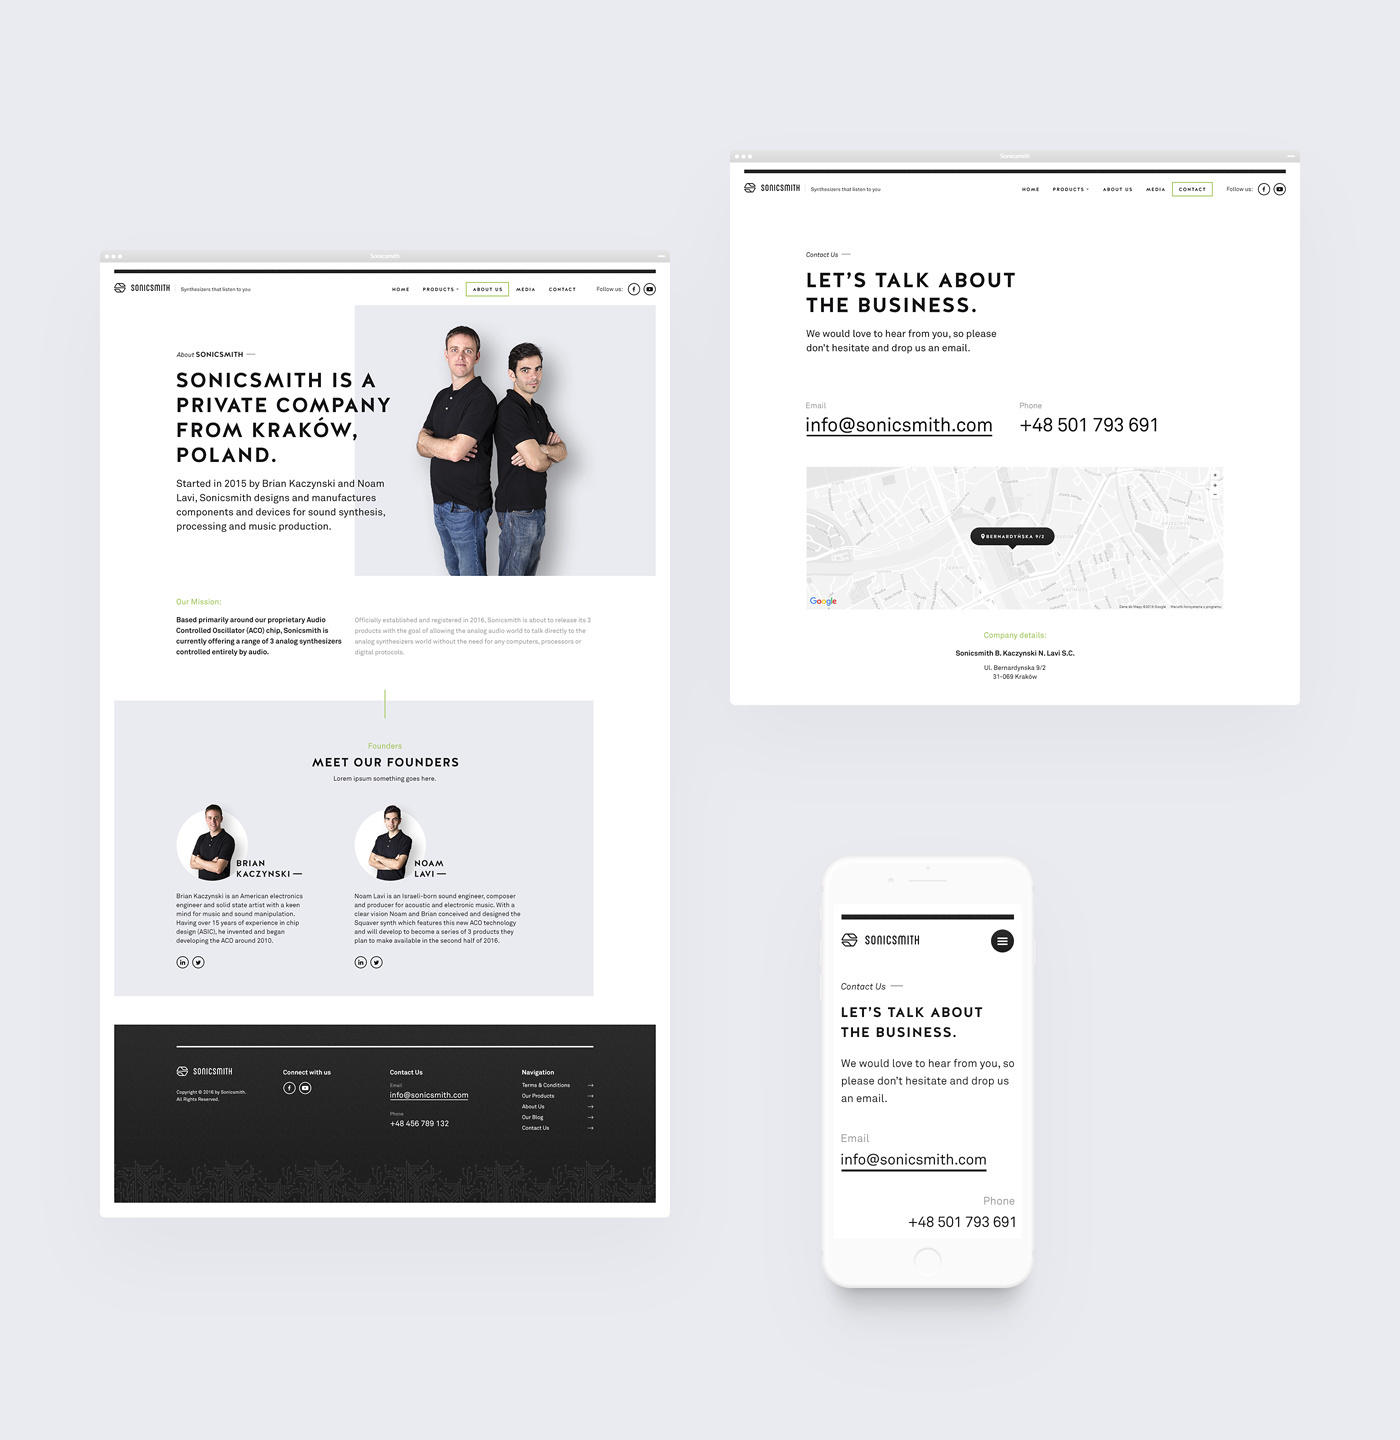 Sonicsmith
SONICSMITH
Synthesizers that listen to you
HOME
PRODUCTS
ABOUT US
MEDIA
CONTACT
Follow us:
About SONICSMITH
SONICSMITH IS A
PRIVATE COMPANY
FROM KRAKÓW,
POLAND.
Started in 2015 by Brian Kaczynski and Noam
Lavi, Sonicsmith designs and manufactures
components and devices for sound synthesis,
processing and music production.
Our Mission:
Based primarily around our proprietary Audio
Controlled Oscillator (ACO) chip, Sonicsmith is
currently offering a range of 3 analog synthesizers
controlled entirely by audio.
Officially established and registered in 2016, Sonicsmith is about to release its 3
products with the goal of allowing the analog audio world to talk directly to the
analog synthesizers world without the need for any computers, processors or
digital protocols.
Founders
MEET OUR FOUNDERS
Lorem ipsum something goes here.
BRIAN
KACZYNSKI —
Brian Kaczynski is an American electronics
engineer and solid state artist with a keen
mind for music and sound manipulation.
Having over 15 years of experience in chip
design (ASIC), he invented and began
developing the ACO around 2010.
NOAM
LAVI —
Noam Lavi is an Israeli-born sound engineer, composer
and producer for acoustic and electronic music. With a
clear vision Noam and Brian conceived and designed the
Squaver synth which features this new ACO technology
and will develop to become a series of 3 products they
plan to make available in the second half of 2016.
SONICSMITH
Copyright © 2016 by Sonicsmith.
All Rights Reserved.
Connect with us
Contact Us
Email
info@sonicsmith.com
Phone
+48 456 789 132
Navigation
Terms & Conditions
Our Products
About Us
Our Blog
Contact Us
Sonicsmith
SONICSMITH
Synthesizers that listen to you
HOME
PRODUCTS
ABOUT US
MEDIA
CONTACT
Follow us:
Contact Us
LET'S TALK ABOUT
THE BUSINESS.
We would love to hear from you, so please
don't hesitate and drop us an email.
Email
info@sonicsmith.com
Phone
+48 501 793 691
BERNARDYŃSKA 9/2
Google
Dane do Mapy ©2016 Google
Warunki korzystania z programu
Company details:
Sonicsmith B. Kaczynski N. Lavi S.C.
Ul. Bernardynska 9/2
31-069 Kraków
SONICSMITH
Contact Us
LET'S TALK ABOUT
THE BUSINESS.
We would love to hear from you, so
please don't hesitate and drop us
an email.
Email
info@sonicsmith.com
Phone
+48 501 793 691